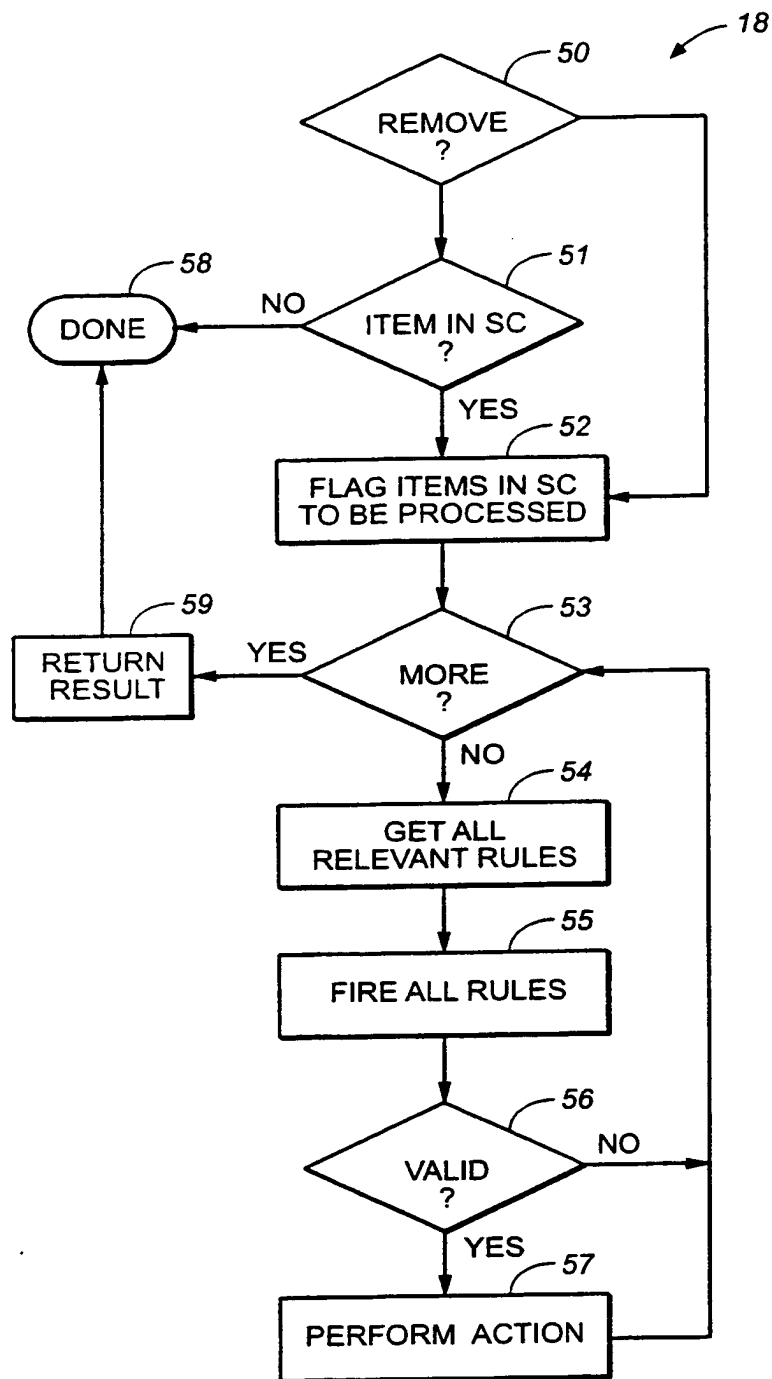 18
50
REMOVE
?
51
58
NO
DONE
ITEM IN SC
?
YES
52
FLAG ITEMS IN SC
TO BE PROCESSED
59
53
YES
RETURN
RESULT
MORE
?
NO
54
GET ALL
RELEVANT RULES
55
FIRE ALL RULES
56
NO
VALID
?
YES
57
PERFORM ACTION